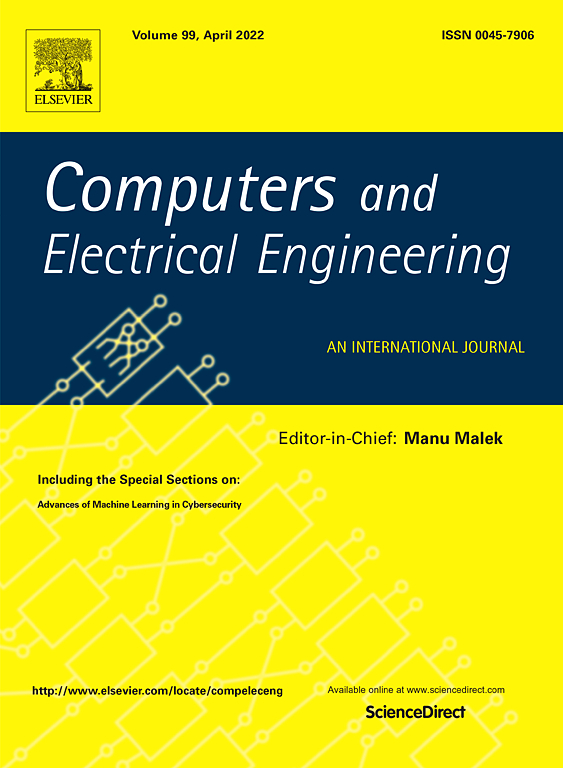 Volume 99, April 2022
ISSN 0045-7906
ELSEVIER
Computers and
Electrical Engineering
AN INTERNATIONAL JOURNAL
Editor-in-Chief: Manu Malek
Including the Special Sections on:
Advances of Machine Learning in Cybersecurity
http://www.elsevier.com/locate/compeleceng
Available online at www.sciencedirect.com
ScienceDirect